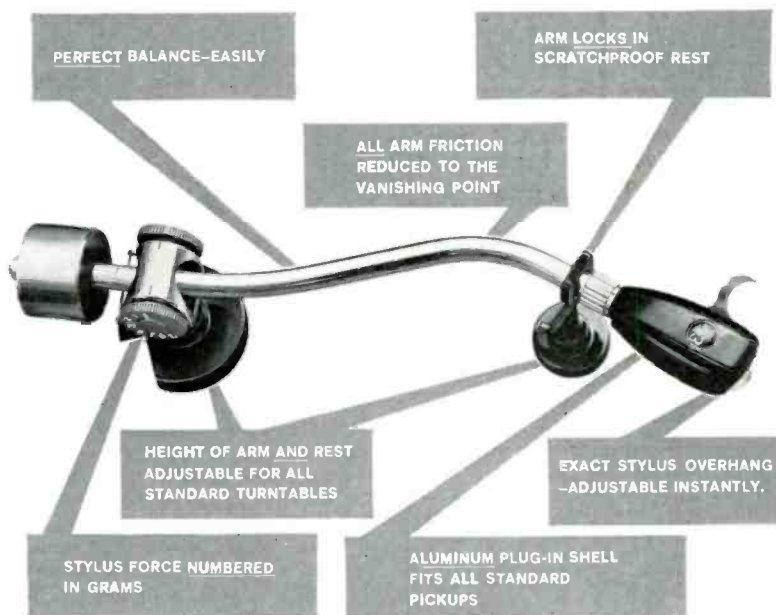 PERFECT BALANCE–EASILY
ARM LOCKS IN
SCRATCHPROOF REST
ALL ARM FRICTION
REDUCED TO THE
VANISHING POINT
HEIGHT OF ARM AND REST
ADJUSTABLE FOR ALL
STANDARD TURNTABLES
EXACT STYLUS OVERHANG
–ADJUSTABLE INSTANTLY.
STYLUS FORCE NUMBERED
IN GRAMS
ALUMINUM PLUG-IN SHELL
FITS ALL STANDARD
PICKUPS